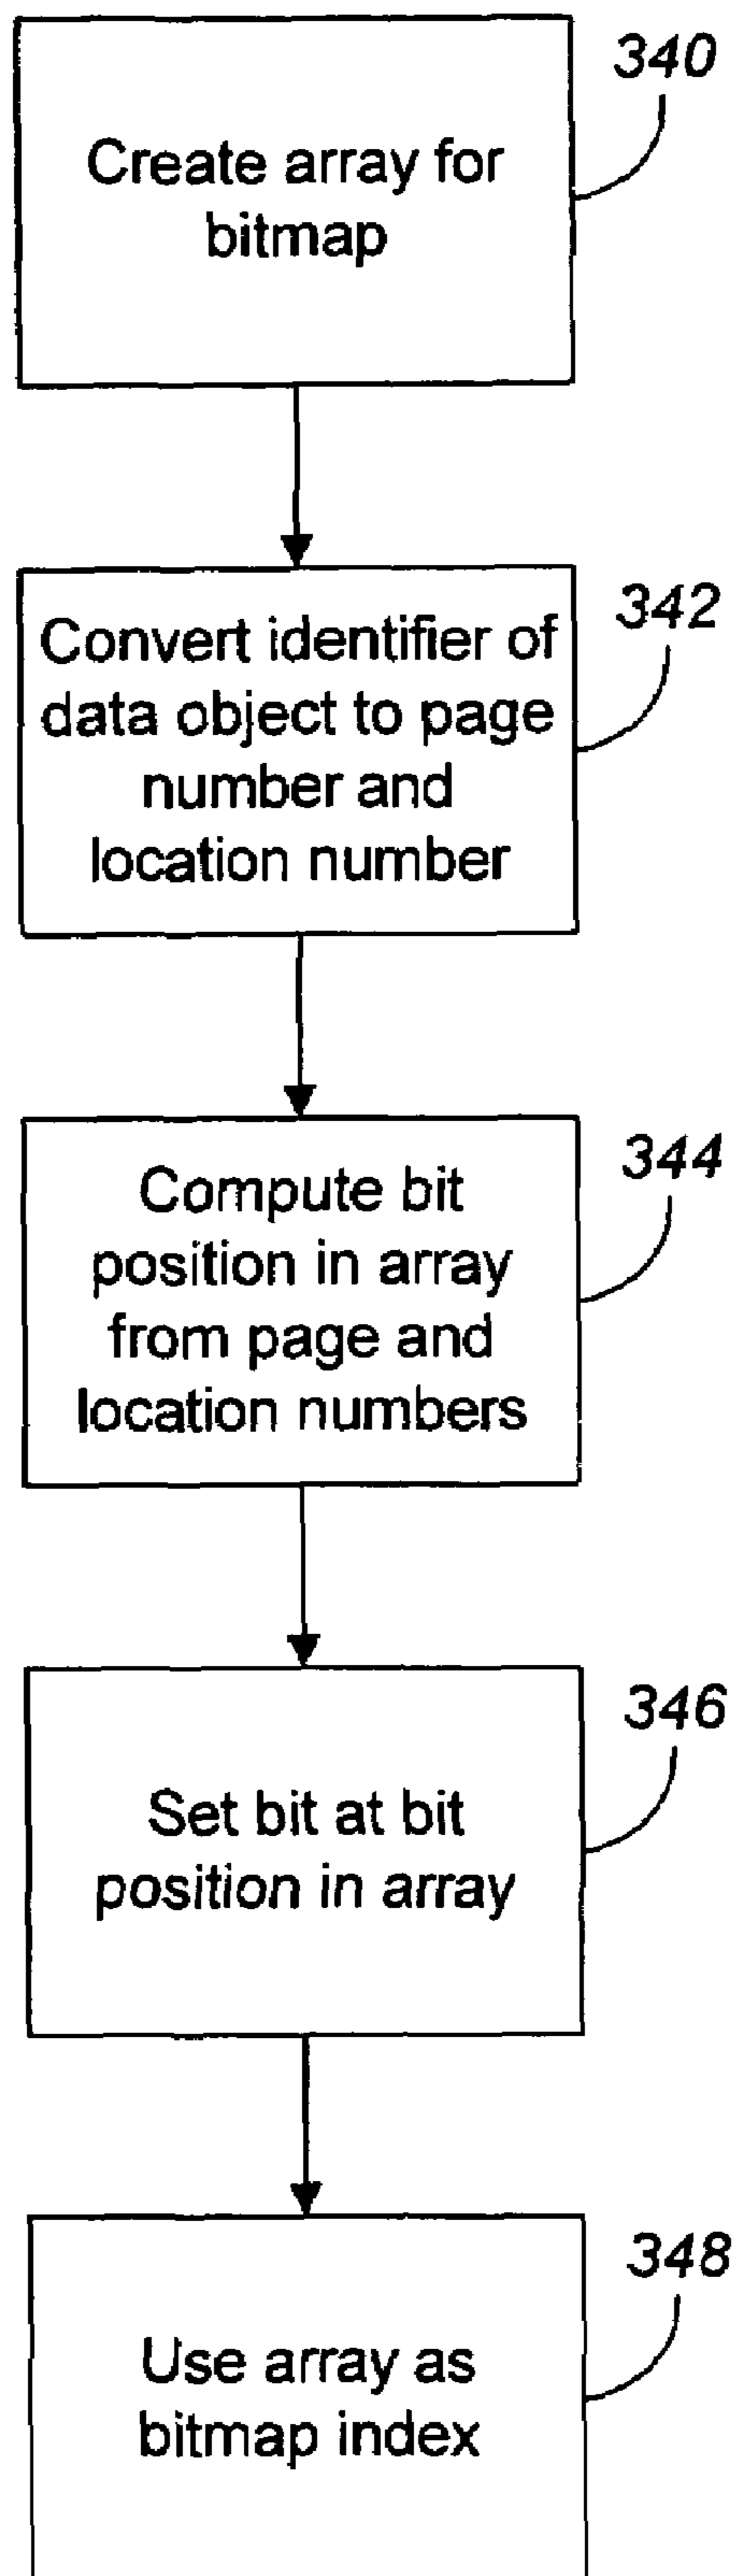 340
Create array for
bitmap
342
Convert identifier of
data object to page
number and
location number
344
Compute bit
position in array
from page and
location numbers
346
Set bit at bit
position in array
348
Use array as
bitmap index